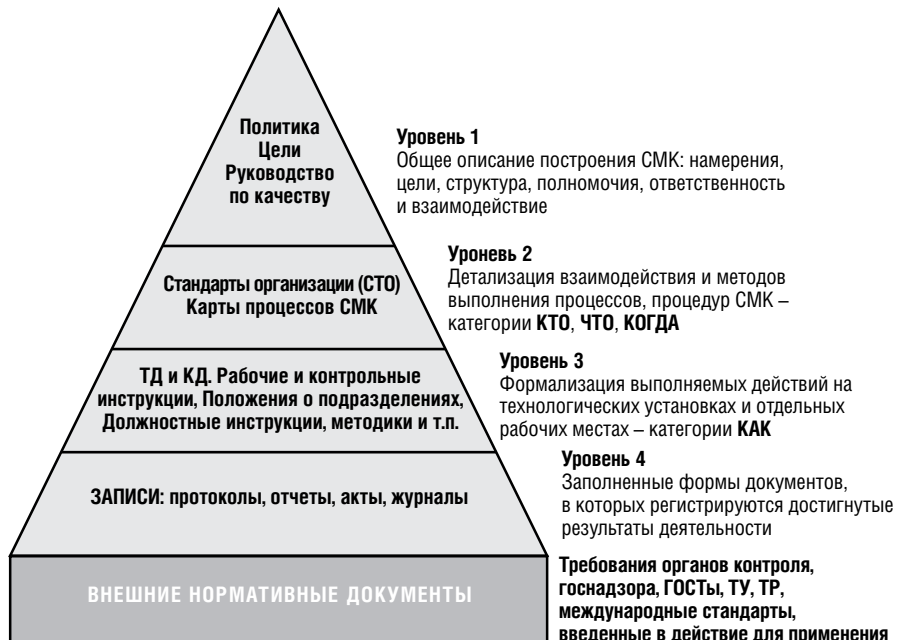 Политика
Цели
Руководство
по качеству
Уровень 1
Общее описание построения СМК: намерения,
цели, структура, полномочия, ответственность
и взаимодействие
Стандарты организации (СТО)
Карты процессов СМК
Уроневь 2
Детализация взаимодействия и методов
выполнения процессов, процедур СМК –
категории КТО, ЧТО, КОГДА
ТД и КД. Рабочие и контрольные
инструкции, Положения о подразделениях,
Должностные инструкции, методики и т.п.
Уровень 3
Формализация выполняемых действий на
технологических установках и отдельных
рабочих местах – категории КАК
ЗАПИСИ: протоколы, отчеты, акты, журналы
Уровень 4
Заполненные формы документов,
в которых регистрируются достигнутые
результаты деятельности
ВНЕШНИЕ НОРМАТИВНЫЕ ДОКУМЕНТЫ
Требования органов контроля,
госнадзора, ГОСТы, ТУ, ТР,
международные стандарты,
введенные в действие для применения